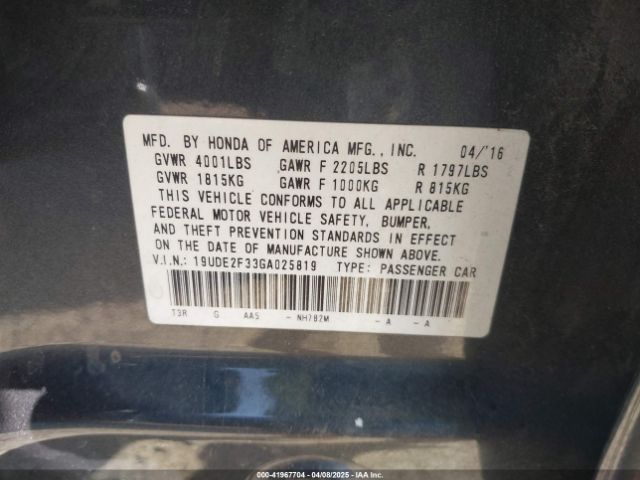 MFD. BY HONDA OF AMERICA MFG., INC. 04/'16
GVWR 4001LBS GAWR F 2205LBS R 1797LBS
GVWR 1815KG GAWR F 1000KG R 815KG
THIS VEHICLE CONFORMS TO ALL APPLICABLE
FEDERAL MOTOR VEHICLE SAFETY, BUMPER,
AND THEFT PREVENTION STANDARDS IN EFFECT
ON THE DATE OF MANUFACTURE SHOWN ABOVE.
V.I.N.: 19UDE2F33GA025819 TYPE: PASSENGER CAR
T3R G AA5 - NH782M - A - A
000-41967704 - 04/08/2025 - IAA Inc.